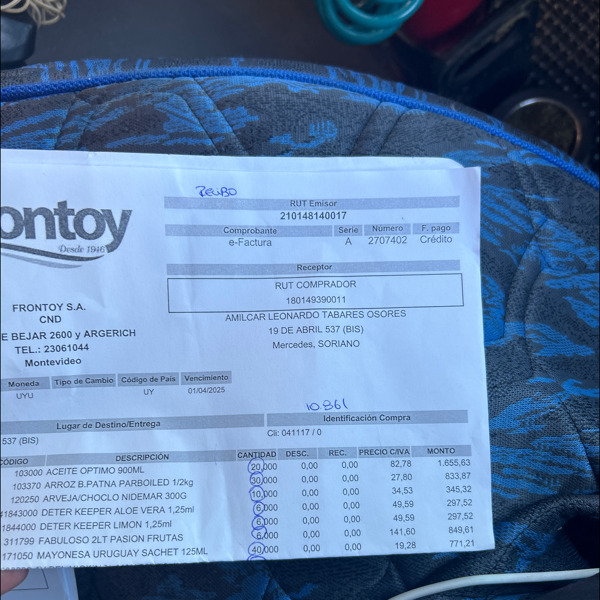 RUT Emisor
210148140017
Comprobante Serie Número F. pago
e-Factura A 2707402 Crédito
Receptor
RUT COMPRADOR
180149390011
AMILCAR LEONARDO TABARES OSORES
19 DE ABRIL 537 (BIS)
Mercedes, SORIANO
ontoy
Desde 1946
FRONTOY S.A.
CND
E BEJAR 2600 y ARGERICH
TEL.: 23061044
Montevideo
Moneda Tipo de Cambio Código de País Vencimiento
UYU UY 01/04/2025
10.861
Lugar de Destino/Entrega Identificación Compra
537 (BIS) Cli: 041117 / 0
CÓDIGO DESCRIPCIÓN CANTIDAD DESC. REC. PRECIO C/IVA MONTO
103000 ACEITE OPTIMO 900ML 20,000 0,00 0,00 82,78 1.655,63
103370 ARROZ B.PATNA PARBOILED 1/2kg 30,000 0,00 0,00 27,80 833,87
120250 ARVEJA/CHOCLO NIDEMAR 300G 10,000 0,00 0,00 34,53 345,32
41843000 DETER KEEPER ALOE VERA 1,25ml 6,000 0,00 0,00 49,59 297,52
1844000 DETER KEEPER LIMON 1,25ml 6,000 0,00 0,00 49,59 297,52
311799 FABULOSO 2LT PASION FRUTAS 6,000 0,00 0,00 141,60 849,61
171050 MAYONESA URUGUAY SACHET 125ML 40,000 0,00 0,00 19,28 771,21